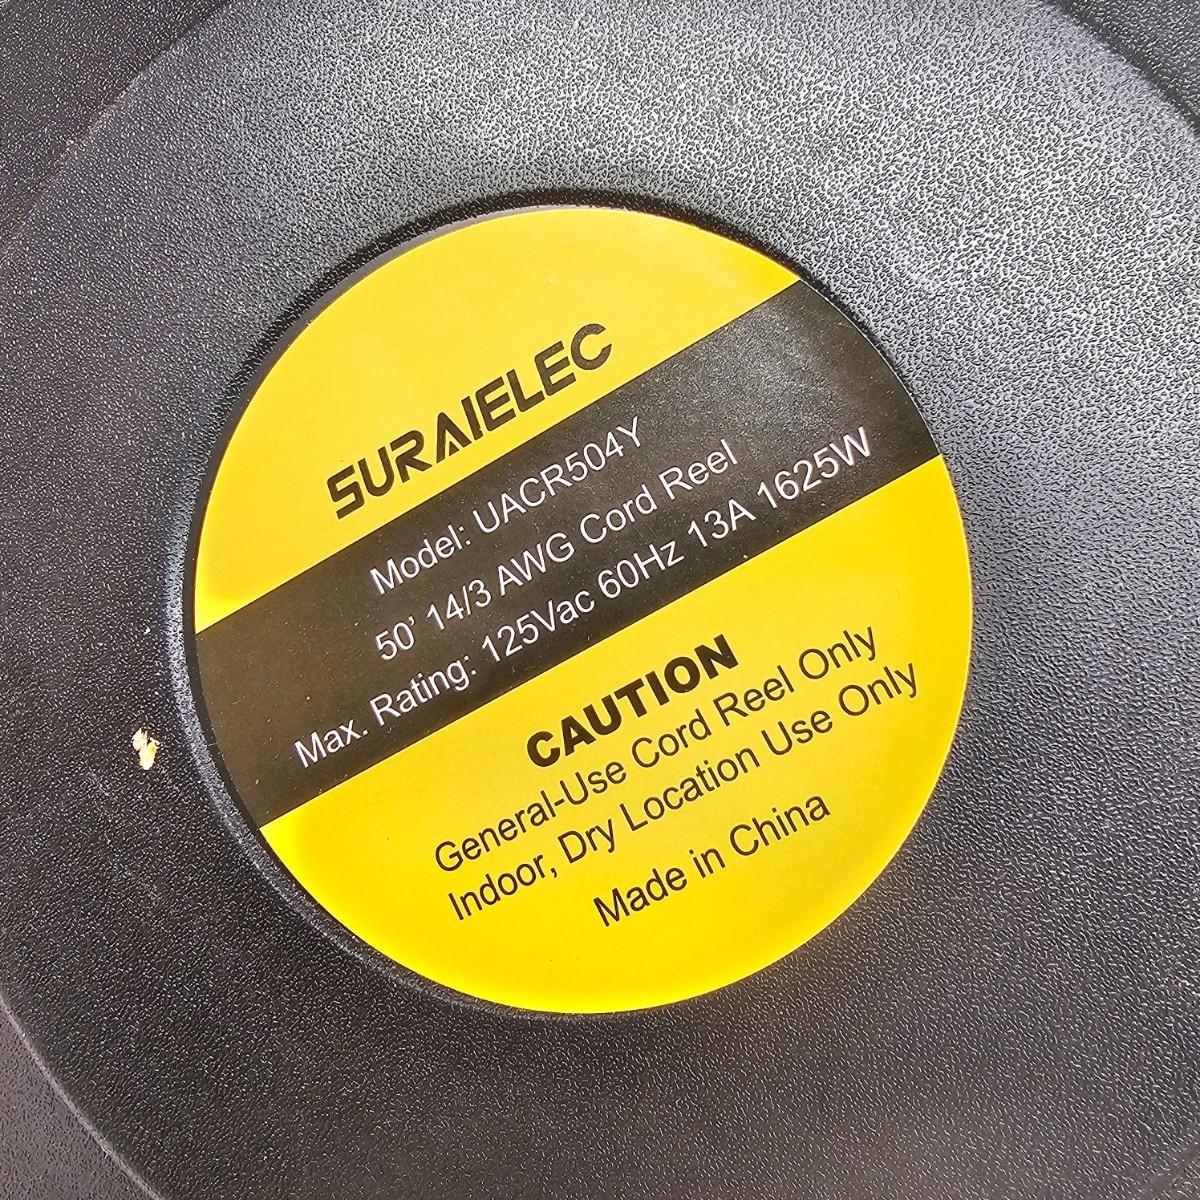 SURAIELEC
Model: UACR504Y
50' 14/3 AWG Cord Reel
Max. Rating: 125Vac 60Hz 13A 1625W
CAUTION
General-Use Cord Reel Only
Indoor, Dry Location Use Only
Made in China